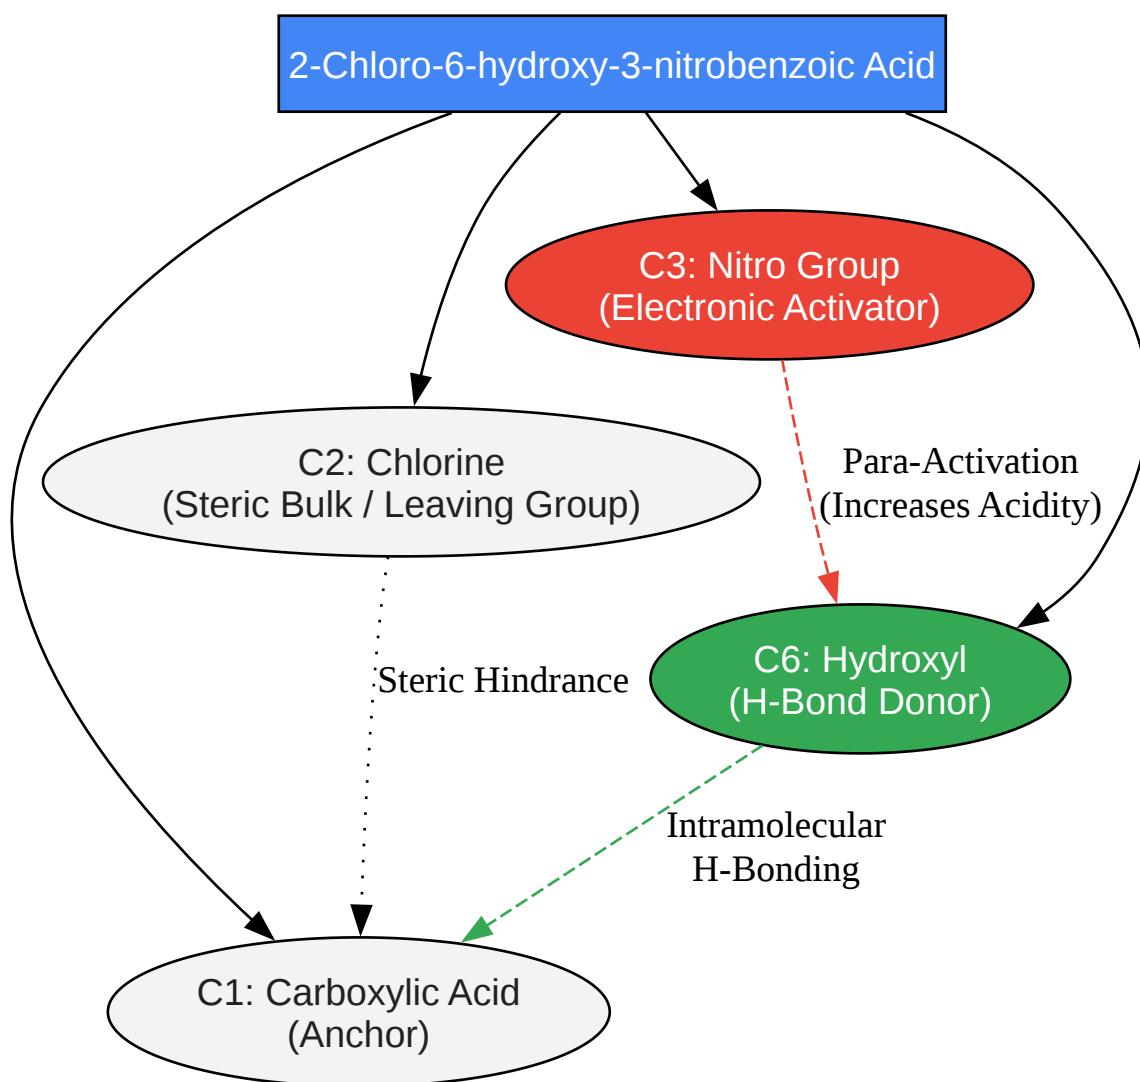 2-Chloro-6-hydroxy-3-nitrobenzoic Acid
C3: Nitro Group
(Electronic Activator)
C2: Chlorine
(Steric Bulk / Leaving Group)
Para-Activation
(Increases Acidity)
C6: Hydroxyl
(H-Bond Donor)
Steric Hindrance
Intramolecular
H-Bonding
C1: Carboxylic Acid
(Anchor)